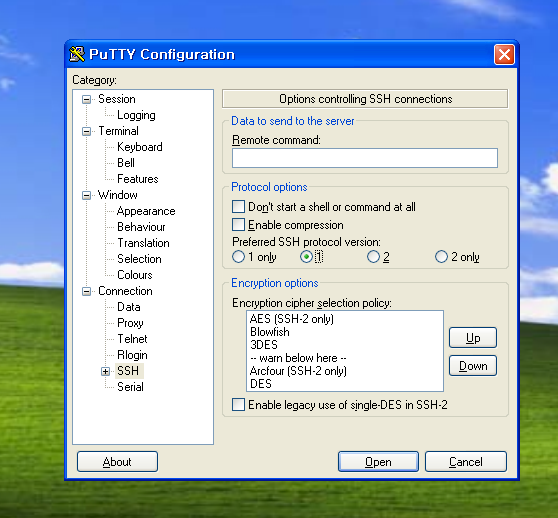 PuTTY Configuration
Category:
Session
Logging
Terminal
Keyboard
Bell
Features
Window
Appearance
Behaviour
Translation
Selection
Colours
Connection
Data
Proxy
Telnet
Rlogin
SSH
Serial
Options controlling SSH connections
Data to send to the server
Remote command:
Protocol options
Don't start a shell or command at all
Enable compression
Preferred SSH protocol version:
1 only 1 2 2 only
Encryption options
Encryption cipher selection policy:
AES (SSH-2 only)
Blowfish
3DES
-- warn below here --
Arcfour (SSH-2 only)
DES
Up
Down
Enable legacy use of single-DES in SSH-2
About Open Cancel